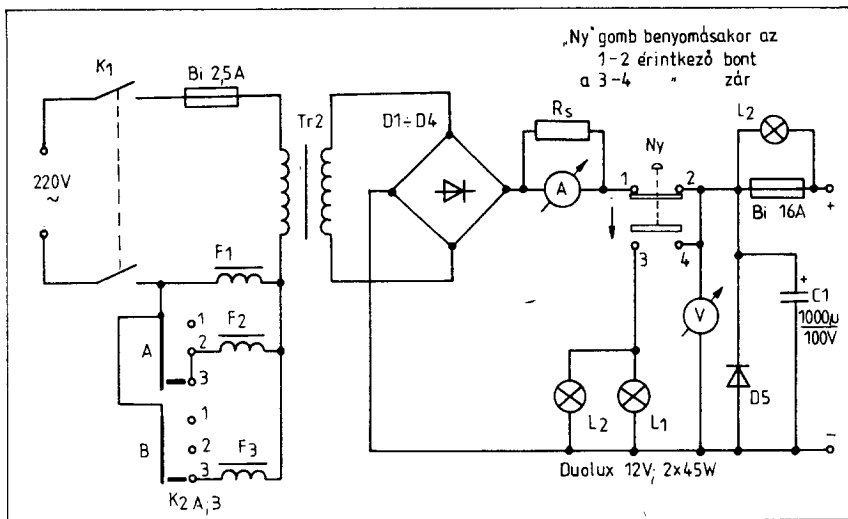 „Ny" gomb benyomásakor az
1-2 érintkező bont
a 3-4 " zár
K1
Bi 2,5A
Tr2
D1÷D4
Rs
Ny
L2
A
1
2
220V
~
Bi 16A
+
-
F1
3
4
V
+
C1
1000µ
100V
A
1
2
3
F2
D5
B
1
2
3
F3
L2
L1
K2 A;3
Duolux 12V; 2x45W